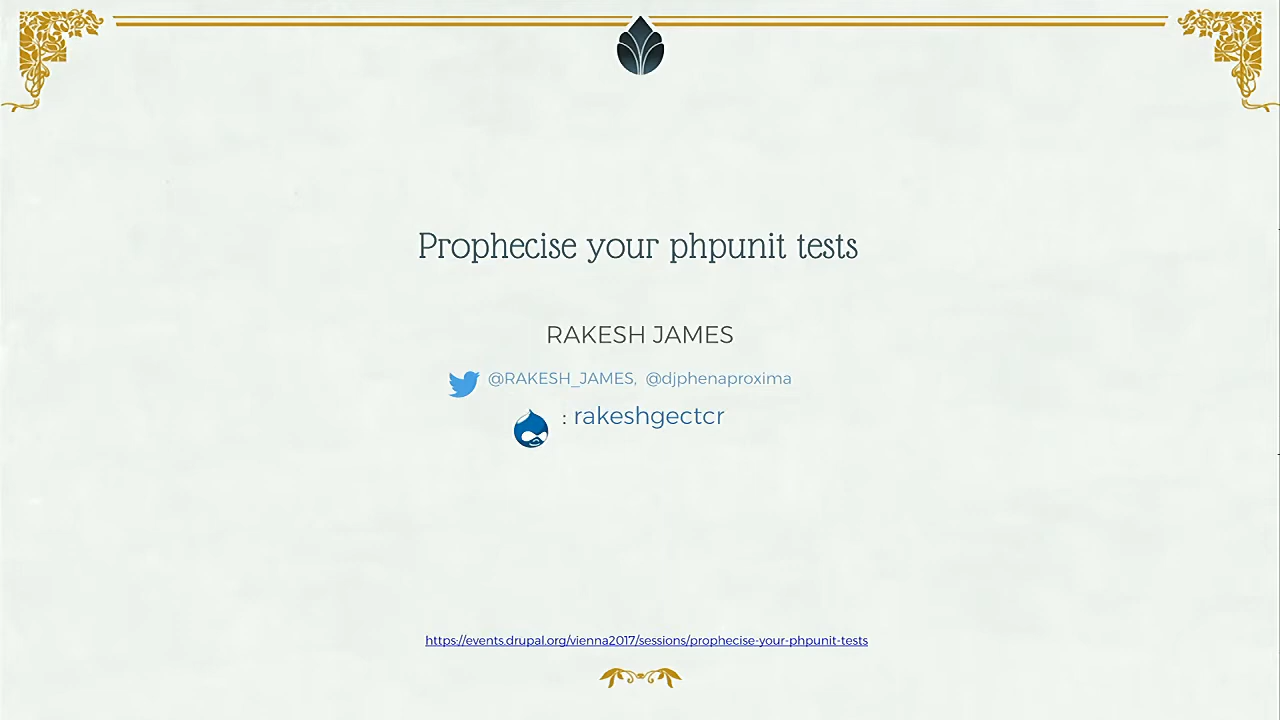 Prophecise your phpunit tests
RAKESH JAMES
@RAKESH_JAMES, @djphenaproxima
: rakeshgectcr
https://events.drupal.org/vienna2017/sessions/prophecise-your-phpunit-tests